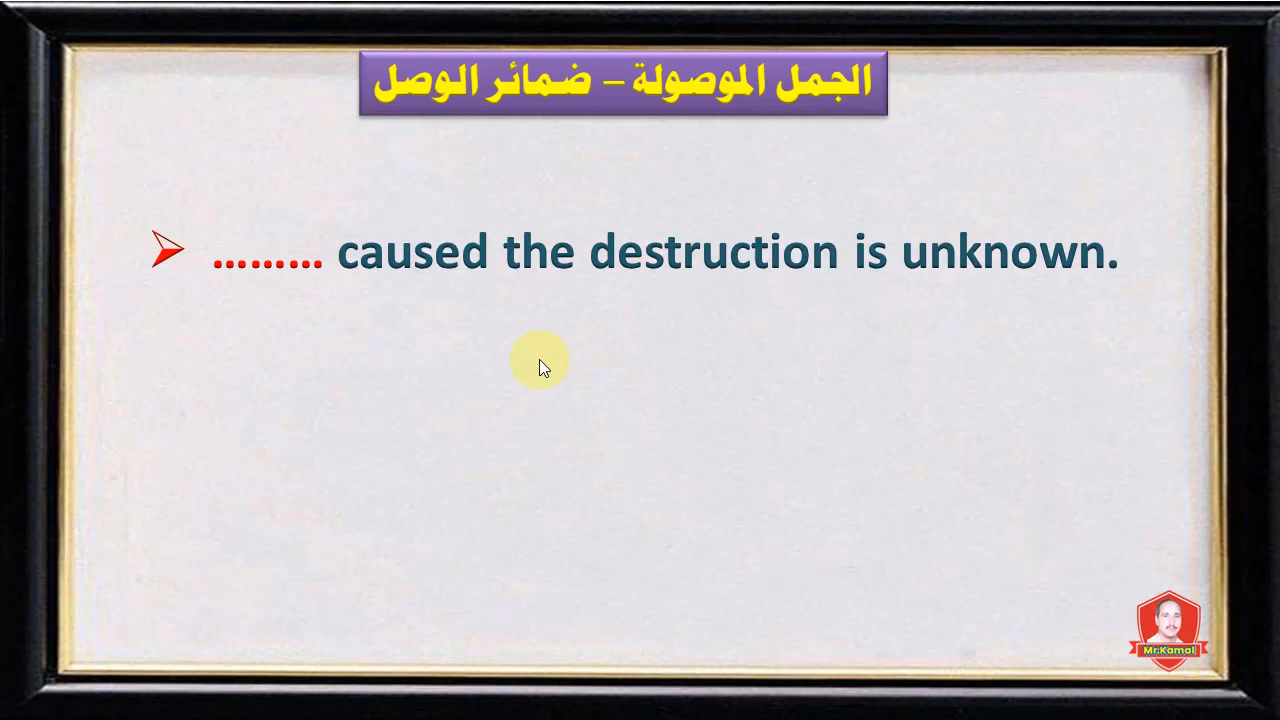 الجمل الموصولة – ضمائر الوصل
➢ ......... caused the destruction is unknown.
Mr.Kamal